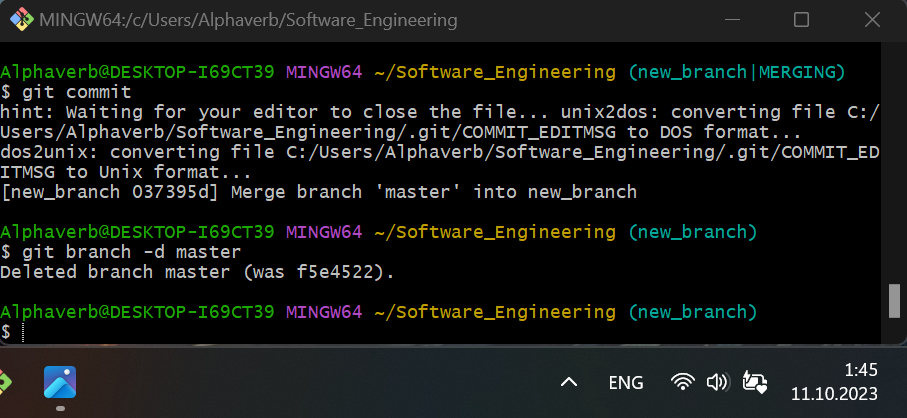 MINGW64:/c/Users/Alphaverb/Software_Engineering
Alphaverb@DESKTOP-I69CT39 MINGW64 ~/Software_Engineering (new_branch|MERGING)
$ git commit
hint: Waiting for your editor to close the file... unix2dos: converting file C:/
Users/Alphaverb/Software_Engineering/.git/COMMIT_EDITMSG to DOS format...
dos2unix: converting file C:/Users/Alphaverb/Software_Engineering/.git/COMMIT_ED
ITMSG to Unix format...
[new_branch 037395d] Merge branch 'master' into new_branch
Alphaverb@DESKTOP-I69CT39 MINGW64 ~/Software_Engineering (new_branch)
$ git branch -d master
Deleted branch master (was f5e4522).
Alphaverb@DESKTOP-I69CT39 MINGW64 ~/Software_Engineering (new_branch)
$
ENG
1:45
11.10.2023